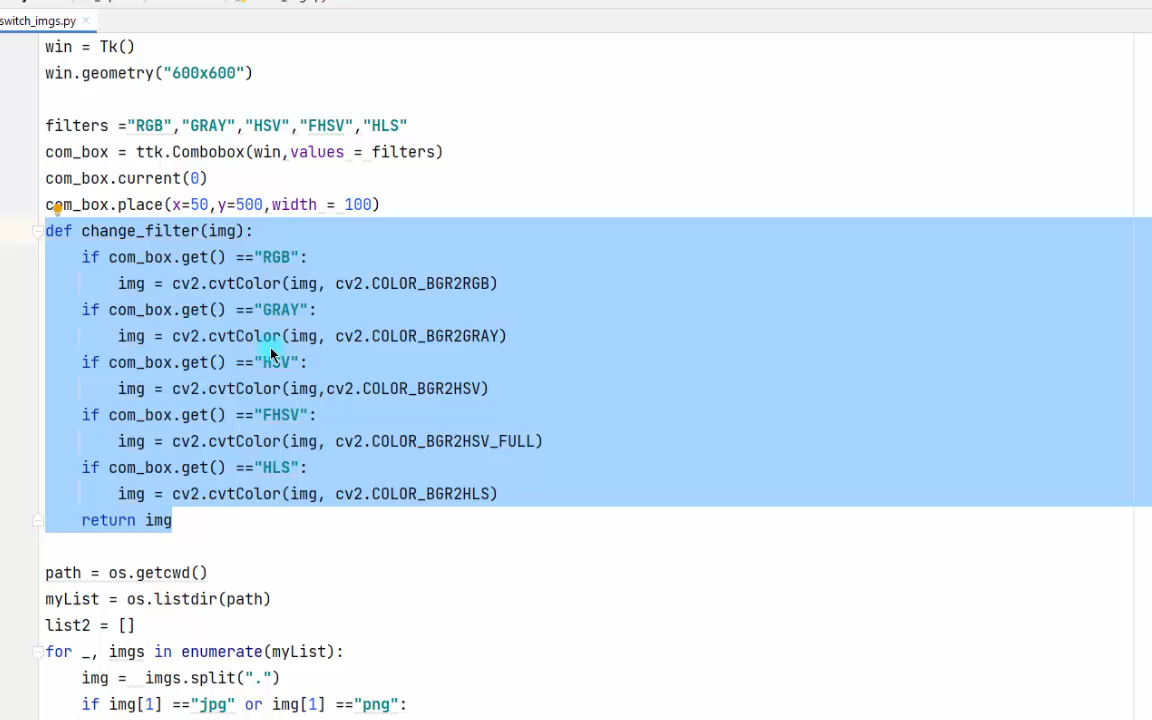 switch_imgs.py
win = Tk()
win.geometry("600x600")
filters ="RGB","GRAY","HSV","FHSV","HLS"
com_box = ttk.Combobox(win,values = filters)
com_box.current(0)
com_box.place(x=50,y=500,width = 100)
def change_filter(img):
    if com_box.get() =="RGB":
        img = cv2.cvtColor(img, cv2.COLOR_BGR2RGB)
    if com_box.get() =="GRAY":
        img = cv2.cvtColor(img, cv2.COLOR_BGR2GRAY)
    if com_box.get() =="HSV":
        img = cv2.cvtColor(img,cv2.COLOR_BGR2HSV)
    if com_box.get() =="FHSV":
        img = cv2.cvtColor(img, cv2.COLOR_BGR2HSV_FULL)
    if com_box.get() =="HLS":
        img = cv2.cvtColor(img, cv2.COLOR_BGR2HLS)
    return img
path = os.getcwd()
myList = os.listdir(path)
list2 = []
for _, imgs in enumerate(myList):
    img = imgs.split(".")
    if img[1] =="jpg" or img[1] =="png":